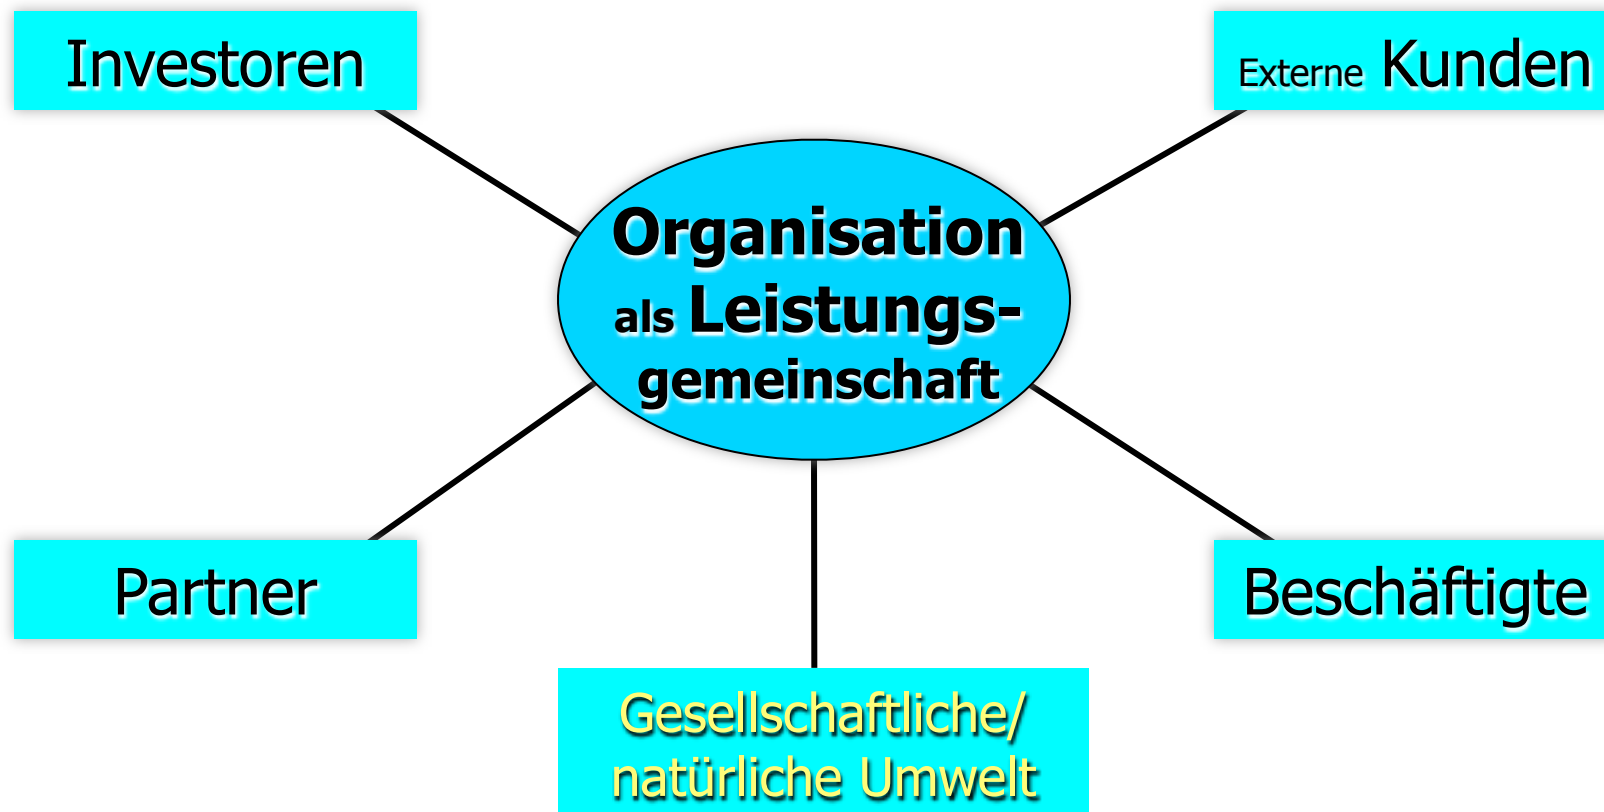 Investoren
Externe Kunden
Organisation
als Leistungs-
gemeinschaft
Partner
Beschäftigte
Gesellschaftliche/
natürliche Umwelt